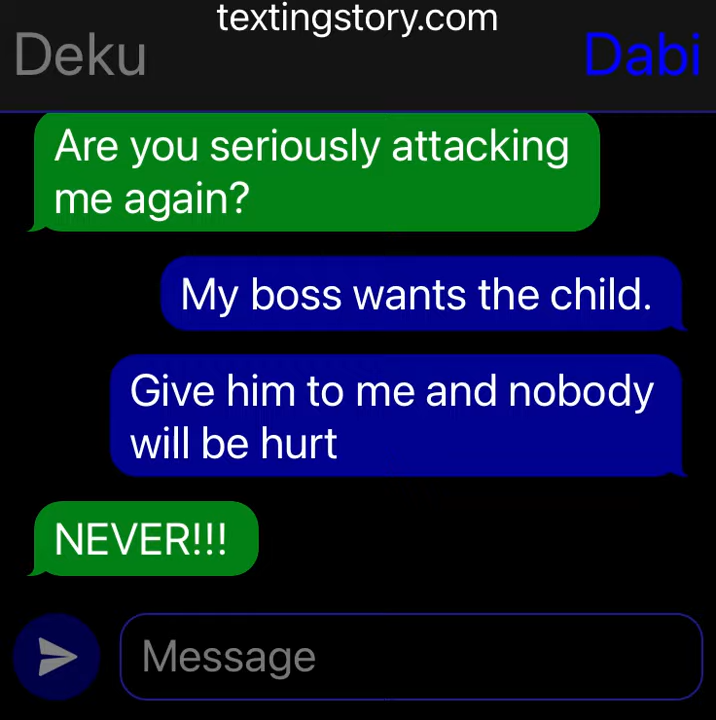 textingstory.com
Deku
Dabi
Are you seriously attacking
me again?
My boss wants the child.
Give him to me and nobody
will be hurt
NEVER!!!
Message